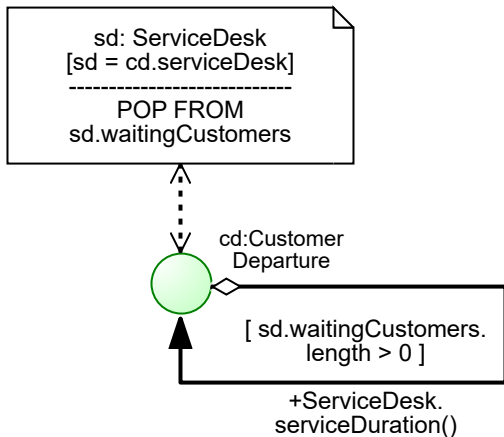 sd: ServiceDesk
[sd = cd.serviceDesk]
----------------------------
POP FROM
sd.waitingCustomers
cd:Customer
Departure
[ sd.waitingCustomers.
length > 0 ]
+ServiceDesk.
serviceDuration()